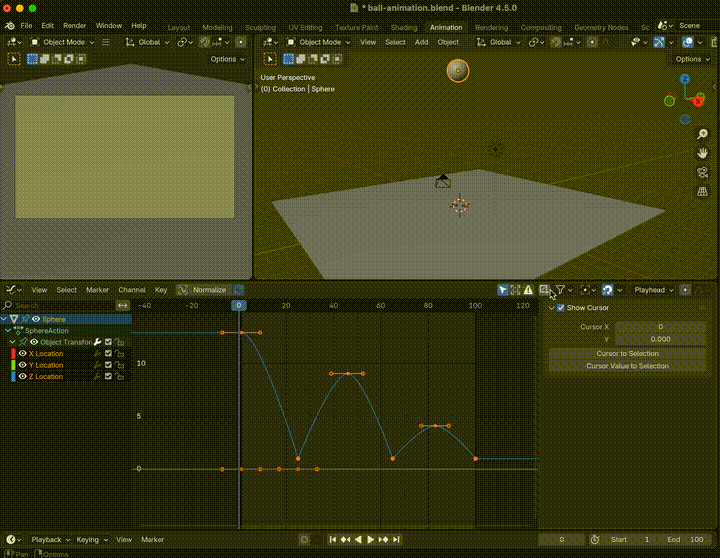 * ball-animation.blend - Blender 4.5.0
File Edit Render Window Help Layout Modeling Sculpting UV Editing Texture Paint Shading Animation Rendering Compositing Geometry Nodes Scene
Object Mode Global
Object Mode View Select Add Object Global
Options
Options
User Perspective
(0) Collection | Sphere
Z
X
View Select Marker Channel Key Normalize Playhead
Search
-40 0 20 40 60 80 100 120
Sphere
SphereAction
Object Transfor
X Location
Y Location
Z Location
10
5
0
Show Cursor
Cursor X 0
Y 0.000
Cursor to Selection
Cursor Value to Selection
Playback Keying View Marker 0 Start 1 End 100
Pan Options